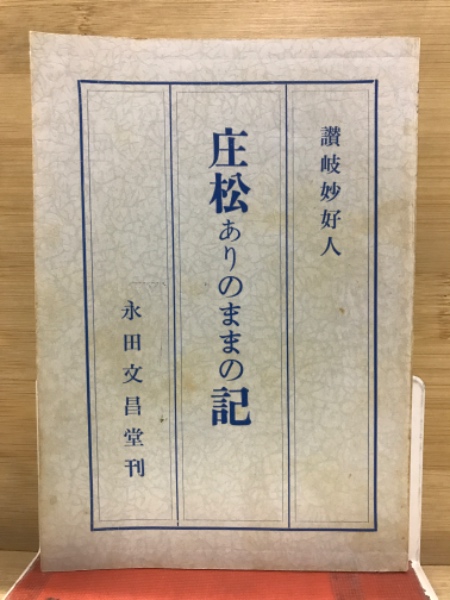 讃岐妙好人
庄松ありのままの記
永田文昌堂刊